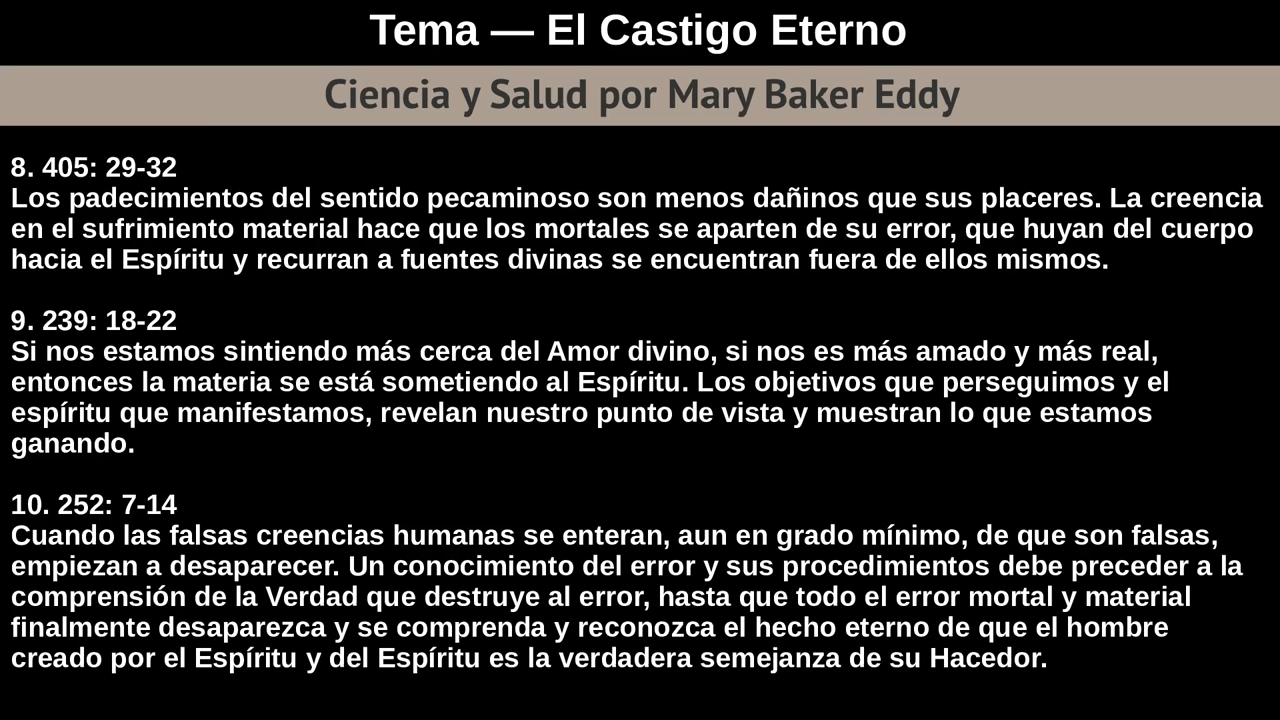 Tema — El Castigo Eterno
Ciencia y Salud por Mary Baker Eddy
8. 405: 29-32
Los padecimientos del sentido pecaminoso son menos dañinos que sus placeres. La creencia
en el sufrimiento material hace que los mortales se aparten de su error, que huyan del cuerpo
hacia el Espíritu y recurran a fuentes divinas se encuentran fuera de ellos mismos.
9. 239: 18-22
Si nos estamos sintiendo más cerca del Amor divino, si nos es más amado y más real,
entonces la materia se está sometiendo al Espíritu. Los objetivos que perseguimos y el
espíritu que manifestamos, revelan nuestro punto de vista y muestran lo que estamos
ganando.
10. 252: 7-14
Cuando las falsas creencias humanas se enteran, aun en grado mínimo, de que son falsas,
empiezan a desaparecer. Un conocimiento del error y sus procedimientos debe preceder a la
comprensión de la Verdad que destruye al error, hasta que todo el error mortal y material
finalmente desaparezca y se comprenda y reconozca el hecho eterno de que el hombre
creado por el Espíritu y del Espíritu es la verdadera semejanza de su Hacedor.